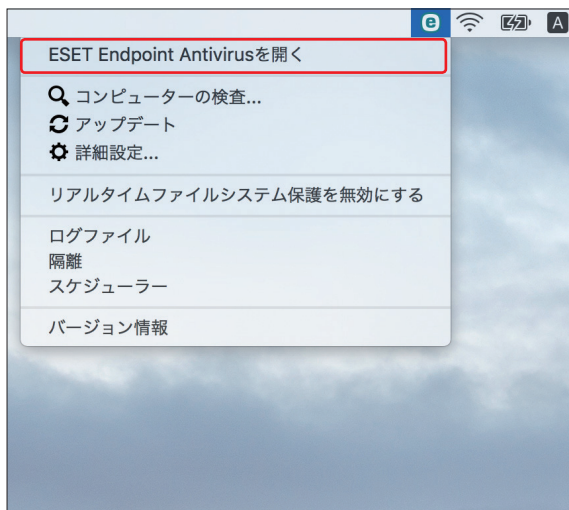 e
A
ESET Endpoint Antivirusを開く
コンピューターの検査...
アップデート
詳細設定...
リアルタイムファイルシステム保護を無効にする
ログファイル
隔離
スケジューラー
バージョン情報